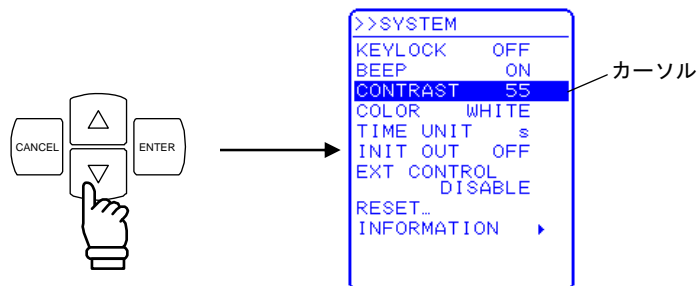 >>SYSTEM
KEYLOCK OFF
BEEP ON
CONTRAST 55
カーソル
COLOR WHITE
TIME UNIT s
INIT OUT OFF
EXT CONTROL
DISABLE
RESET…
INFORMATION
CANCEL
ENTER